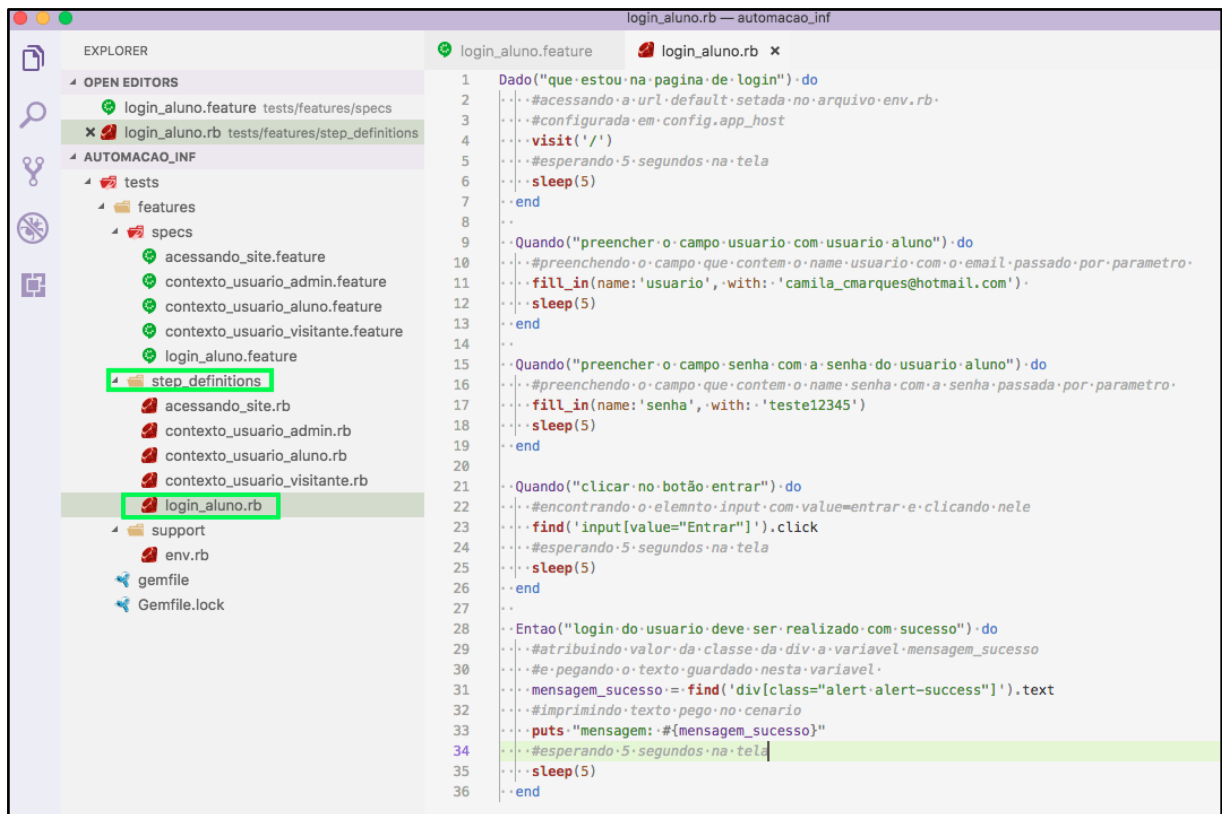 login_aluno.rb — automacao_inf
EXPLORER
OPEN EDITORS
login_aluno.feature tests/features/specs
login_aluno.rb tests/features/step_definitions
AUTOMACAO_INF
tests
features
specs
acessando_site.feature
contexto_usuario_admin.feature
contexto_usuario_aluno.feature
contexto_usuario_visitante.feature
login_aluno.feature
step_definitions
acessando_site.rb
contexto_usuario_admin.rb
contexto_usuario_aluno.rb
contexto_usuario_visitante.rb
login_aluno.rb
support
env.rb
gemfile
Gemfile.lock
login_aluno.feature login_aluno.rb ×
1 Dado("que estou na pagina de login") do
2 #acessando a url default setada no arquivo env.rb
3 #configurada em config.app_host
4 visit('/')
5 #esperando 5 segundos na tela
6 sleep(5)
7 end
8
9 Quando("preencher o campo usuario com usuario aluno") do
10 #preenchendo o campo que contem o name usuario com o email passado por parametro
11 fill_in(name:'usuario', with: 'camila_cmarques@hotmail.com')
12 sleep(5)
13 end
14
15 Quando("preencher o campo senha com a senha do usuario aluno") do
16 #preenchendo o campo que contem o name senha com a senha passada por parametro
17 fill_in(name:'senha', with: 'teste12345')
18 sleep(5)
19 end
20
21 Quando("clicar no botão entrar") do
22 #encontrando o elemnto input com value=entrar e clicando nele
23 find('input[value="Entrar"]').click
24 #esperando 5 segundos na tela
25 sleep(5)
26 end
27
28 Entao("login do usuario deve ser realizado com sucesso") do
29 #atribuindo valor da classe da div a variavel mensagem_sucesso
30 #e pegando o texto guardado nesta variavel
31 mensagem_sucesso = find('div[class="alert alert-success"]').text
32 #imprimindo texto pego no cenario
33 puts "mensagem: #{mensagem_sucesso}"
34 #esperando 5 segundos na tela
35 sleep(5)
36 end